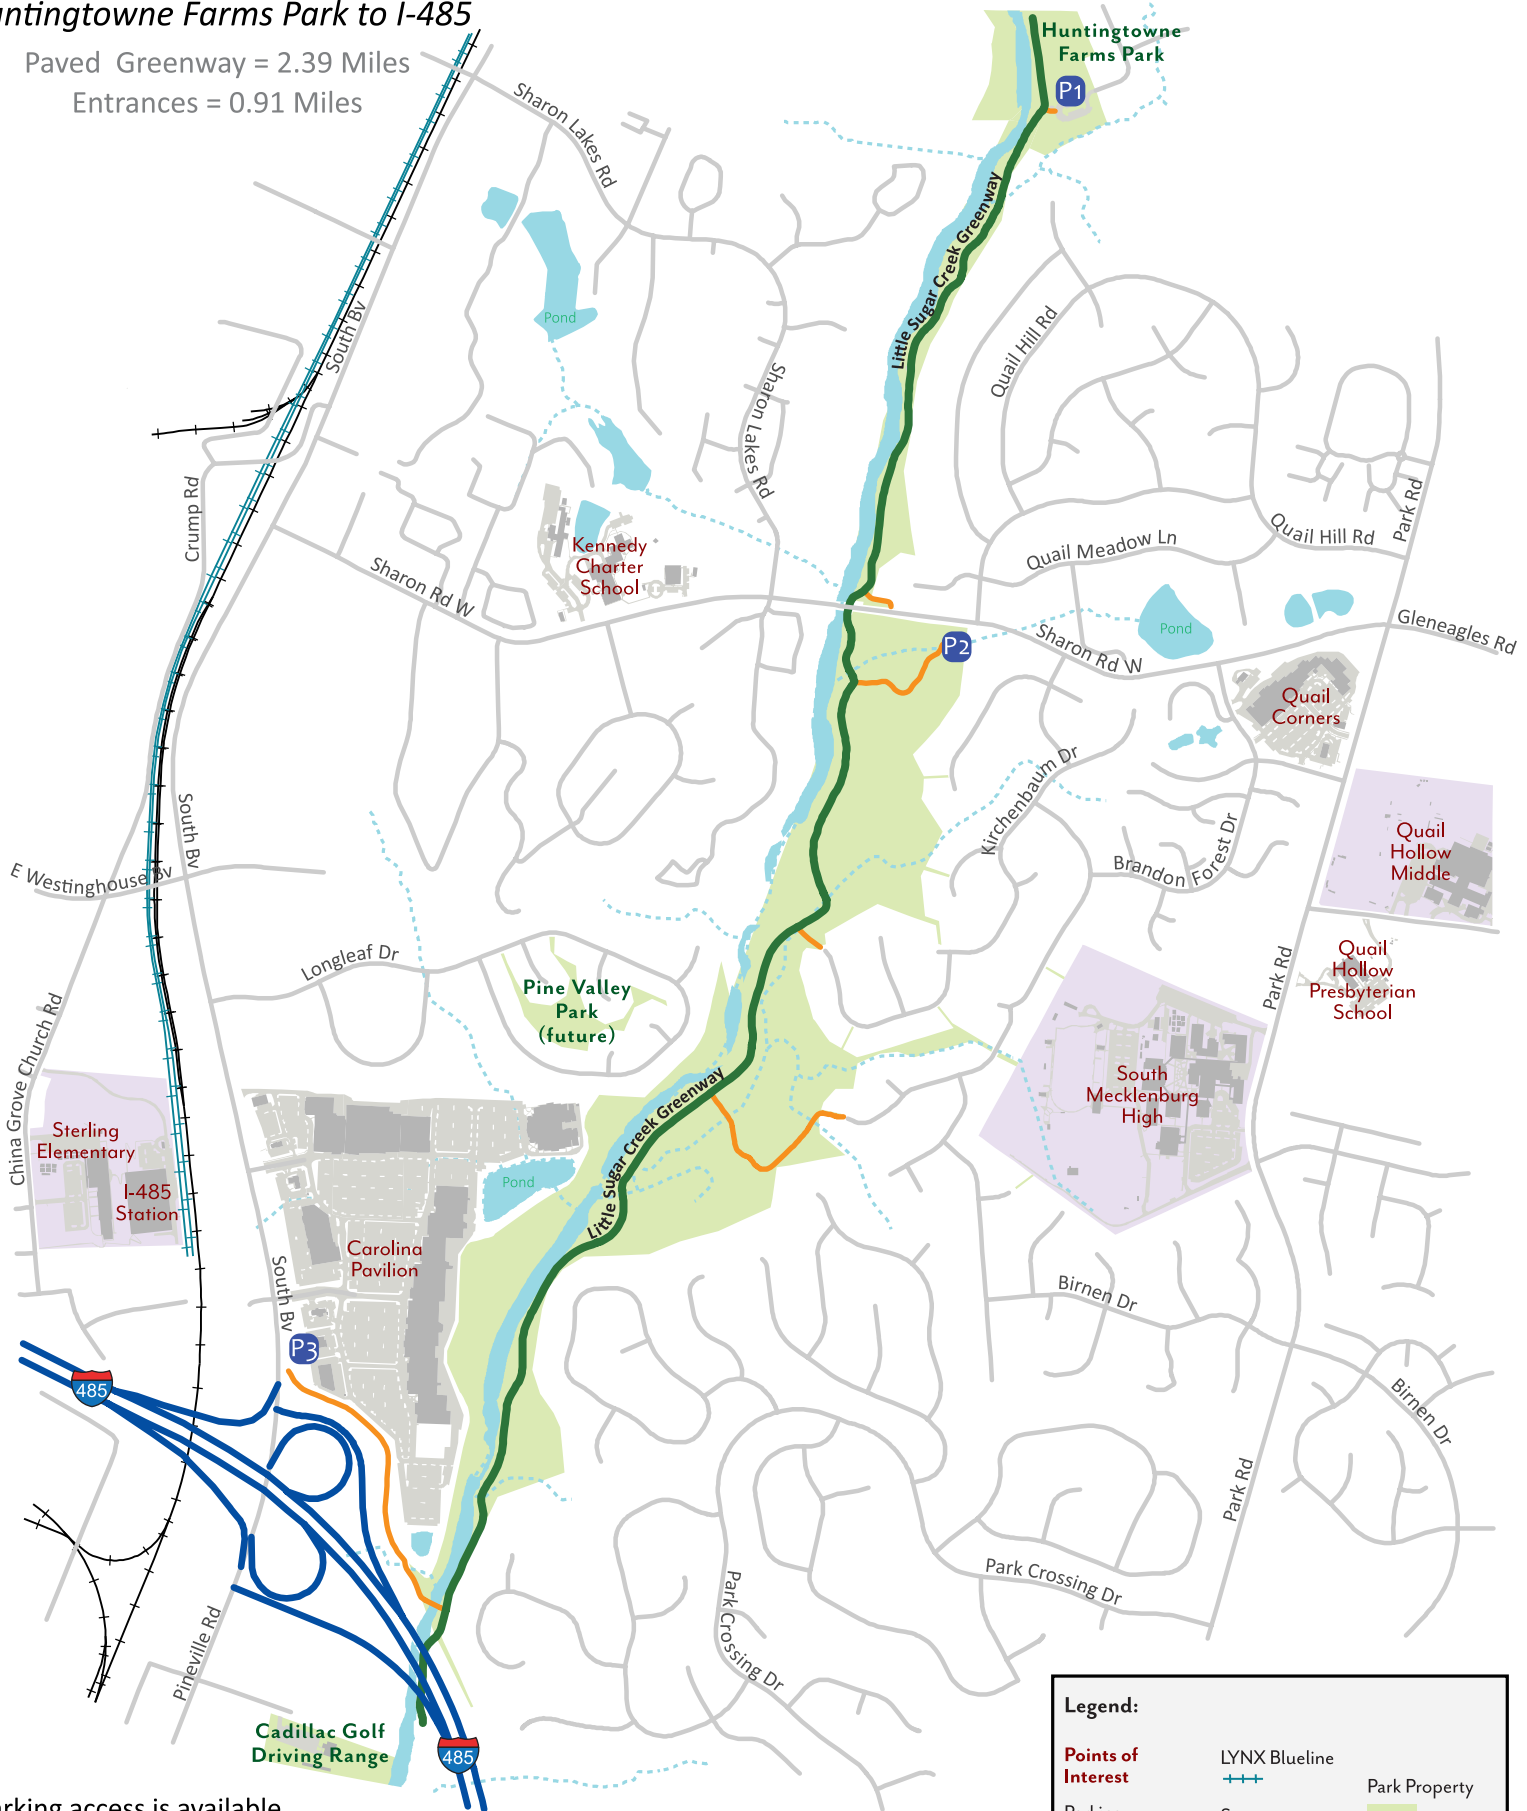 Huntingtowne Farms Park to I-485
Paved Greenway = 2.39 Miles
Entrances = 0.91 Miles
Huntingtowne
Farms Park
P1
Sharon Lakes Rd
Little Sugar Creek Greenway
South Bv
Pond
Quail Hill Rd
Sharon Lakes Rd
Crump Rd
Park Rd
Quail Hill Rd
Quail Meadow Ln
Kennedy
Charter
School
Sharon Rd W
Gleneagles Rd
Pond
P2
Sharon Rd W
Quail
Corners
Kirchenbaum Dr
South Bv
Brandon Forest Dr
Quail
Hollow
Middle
E Westinghouse Bv
Longleaf Dr
Pine Valley
Park
(future)
Park Rd
Quail
Hollow
Presbyterian
School
China Grove Church Rd
South
Mecklenburg
High
Little Sugar Creek Greenway
Sterling
Elementary
I-485
Station
Pond
Carolina
Pavilion
South Bv
Birnen Dr
P3
485
Birnen Dr
Park Rd
Park Crossing Dr
Park Crossing Dr
Pineville Rd
Cadillac Golf
Driving Range
485
Legend:
Points of
Interest
LYNX Blueline
Park Property
arking access is available